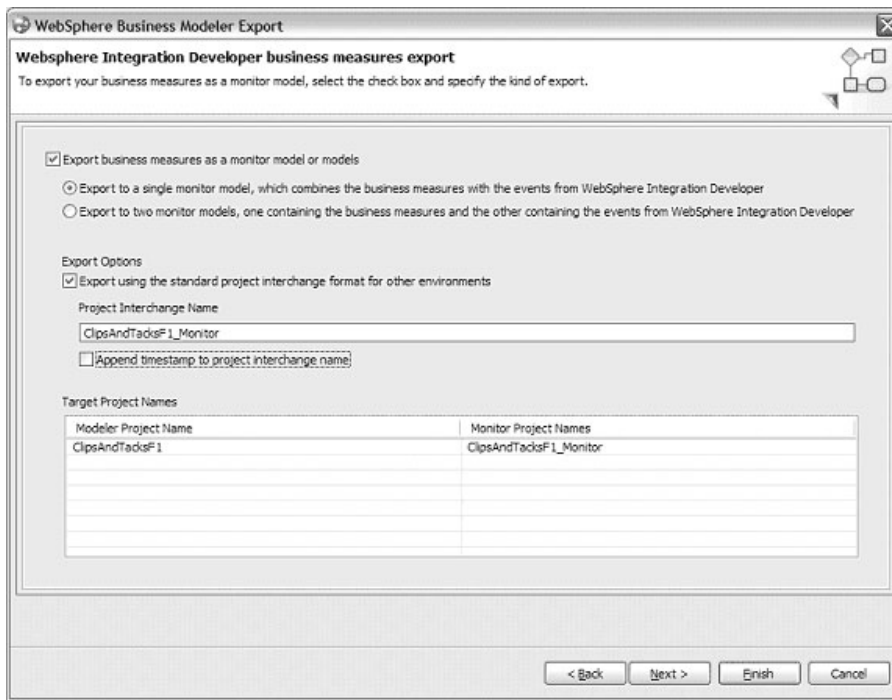 WebSphere Business Modeler Export
Websphere Integration Developer business measures export
To export your business measures as a monitor model, select the check box and specify the kind of export.
Export business measures as a monitor model or models
Export to a single monitor model, which combines the business measures with the events from WebSphere Integration Developer
Export to two monitor models, one containing the business measures and the other containing the events from WebSphere Integration Developer
Export Options
Export using the standard project interchange format for other environments
Project Interchange Name
ClipsAndTacksF1_Monitor
Append timestamp to project interchange name
Target Project Names
Modeler Project Name Monitor Project Names
ClipsAndTacksF1 ClipsAndTacksF1_Monitor
< Back Next > Finish Cancel